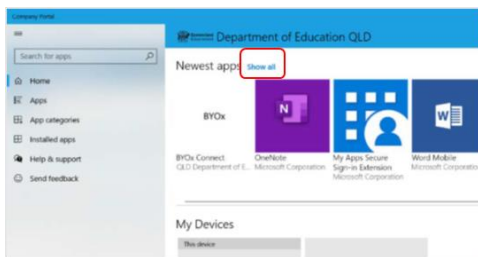 Company Portal
Search for apps
Home
Apps
App categories
Installed apps
Help & support
Send feedback
Department of Education QLD
Newest apps Show all
BYOx
N
W
BYOx Connect
QLD Department of E...
OneNote
Microsoft Corporation
My Apps Secure
Sign-in Extension
Microsoft Corporation
Word Mobile
Microsoft Corporatio
My Devices
This device